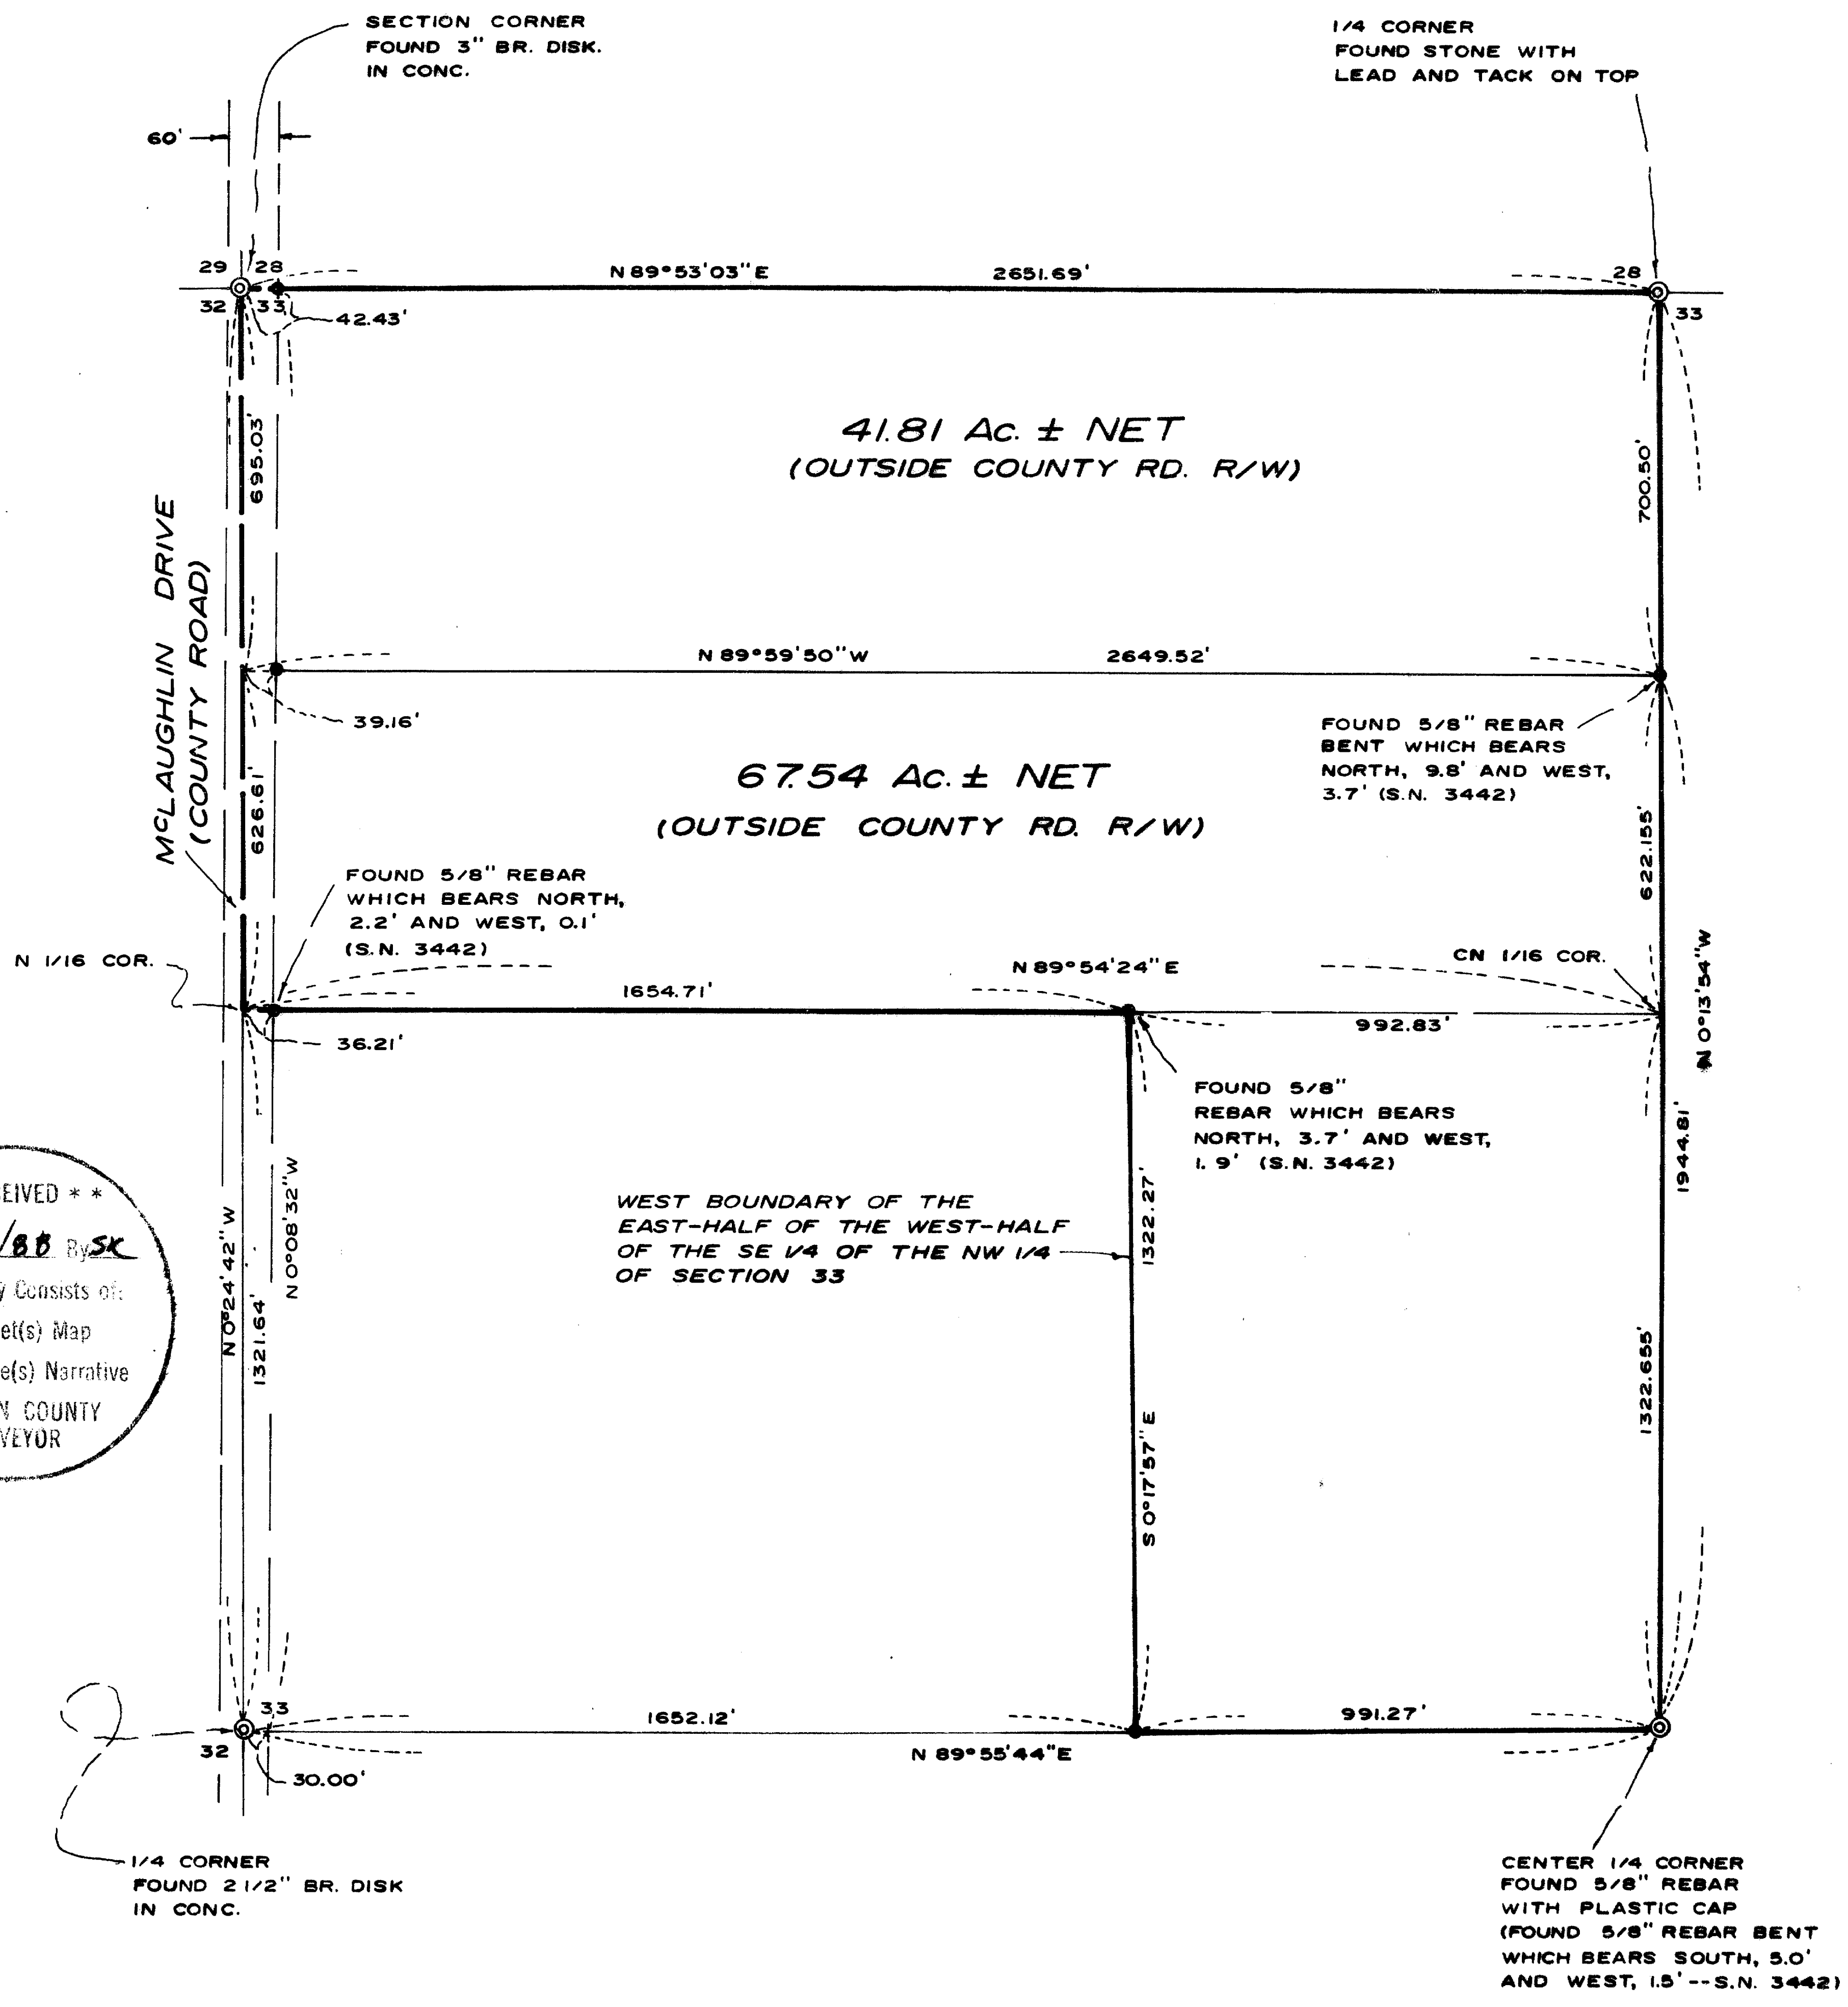 SECTION CORNER
FOUND 3" BR. DISK.
IN CONC.
1/4 CORNER
FOUND STONE WITH
LEAD AND TACK ON TOP
60'
29 28
32 33
N 89°53'03" E
2651.69'
28
33
42.43'
695.03'
41.81 Ac. ± NET
(OUTSIDE COUNTY RD. R/W)
700.50'
McLAUGHLIN DRIVE
(COUNTY ROAD)
N 89°59'50" W
2649.52'
39.16'
626.61'
67.54 Ac. ± NET
(OUTSIDE COUNTY RD. R/W)
FOUND 5/8" REBAR
BENT WHICH BEARS
NORTH, 9.8' AND WEST,
3.7' (S.N. 3442)
622.155'
FOUND 5/8" REBAR
WHICH BEARS NORTH,
2.2' AND WEST, 0.1'
(S.N. 3442)
N 1/16 COR.
1654.71'
N 89°54'24" E
CN 1/16 COR.
992.83'
N 0°13'54" W
36.21'
FOUND 5/8"
REBAR WHICH BEARS
NORTH, 3.7' AND WEST,
1.9' (S.N. 3442)
1944.81'
WEST BOUNDARY OF THE
EAST-HALF OF THE WEST-HALF
OF THE SE 1/4 OF THE NW 1/4
OF SECTION 33
1322.27'
S 0°17'57" E
N 0°24'42" W
1321.64'
N 0°08'32" W
1322.655'
EIVED * *
/88 By SK
y Consists of:
et(s) Map
e(s) Narrative
N COUNTY
VEYOR
33
32
1652.12'
991.27'
N 89°55'44" E
30.00'
1/4 CORNER
FOUND 2 1/2" BR. DISK
IN CONC.
CENTER 1/4 CORNER
FOUND 5/8" REBAR
WITH PLASTIC CAP
(FOUND 5/8" REBAR BENT
WHICH BEARS SOUTH, 5.0'
AND WEST, 1.5' --S.N. 3442)